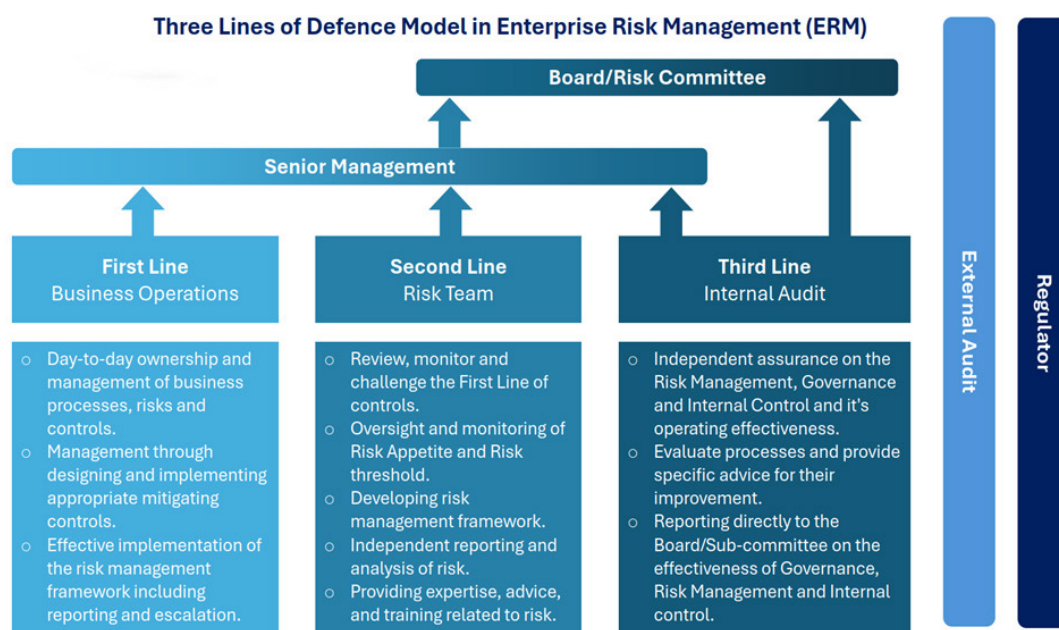 Three Lines of Defence Model in Enterprise Risk Management (ERM)
Board/Risk Committee
Senior Management
First Line
Business Operations
○ Day-to-day ownership and
management of business
processes, risks and
controls.
○ Management through
designing and implementing
appropriate mitigating
controls.
○ Effective implementation of
the risk management
framework including
reporting and escalation.
Second Line
Risk Team
○ Review, monitor and
challenge the First Line of
controls.
○ Oversight and monitoring of
Risk Appetite and Risk
threshold.
○ Developing risk
management framework.
○ Independent reporting and
analysis of risk.
○ Providing expertise, advice,
and training related to risk.
Third Line
Internal Audit
○ Independent assurance on the
Risk Management, Governance
and Internal Control and it's
operating effectiveness.
○ Evaluate processes and provide
specific advice for their
improvement.
○ Reporting directly to the
Board/Sub-committee on the
effectiveness of Governance,
Risk Management and Internal
control.
External Audit
Regulator